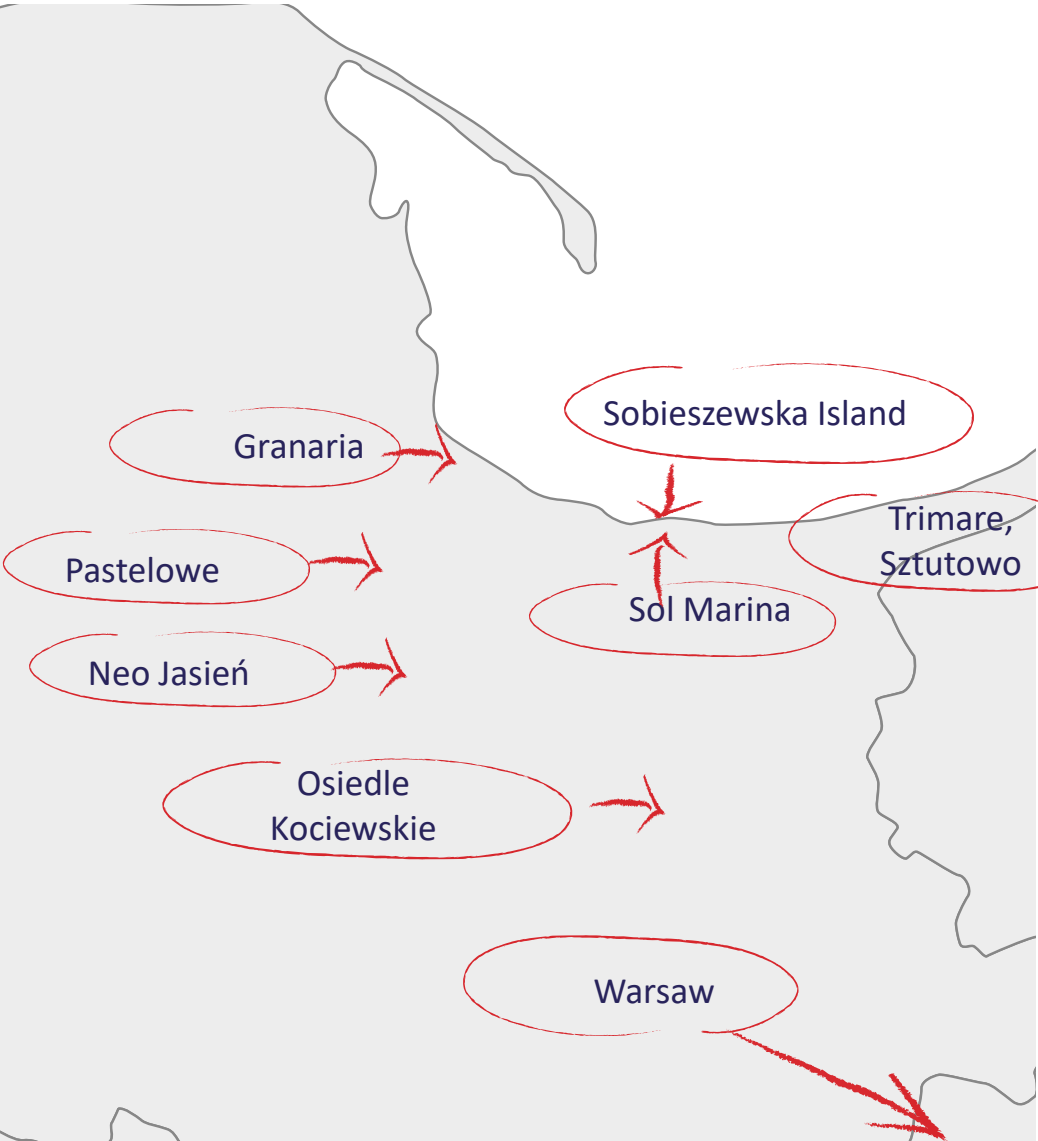 Sobieszewska Island
Granaria
Trimare,
Sztutowo
Pastelowe
Sol Marina
Neo Jasień
Osiedle
Kociewskie
Warsaw